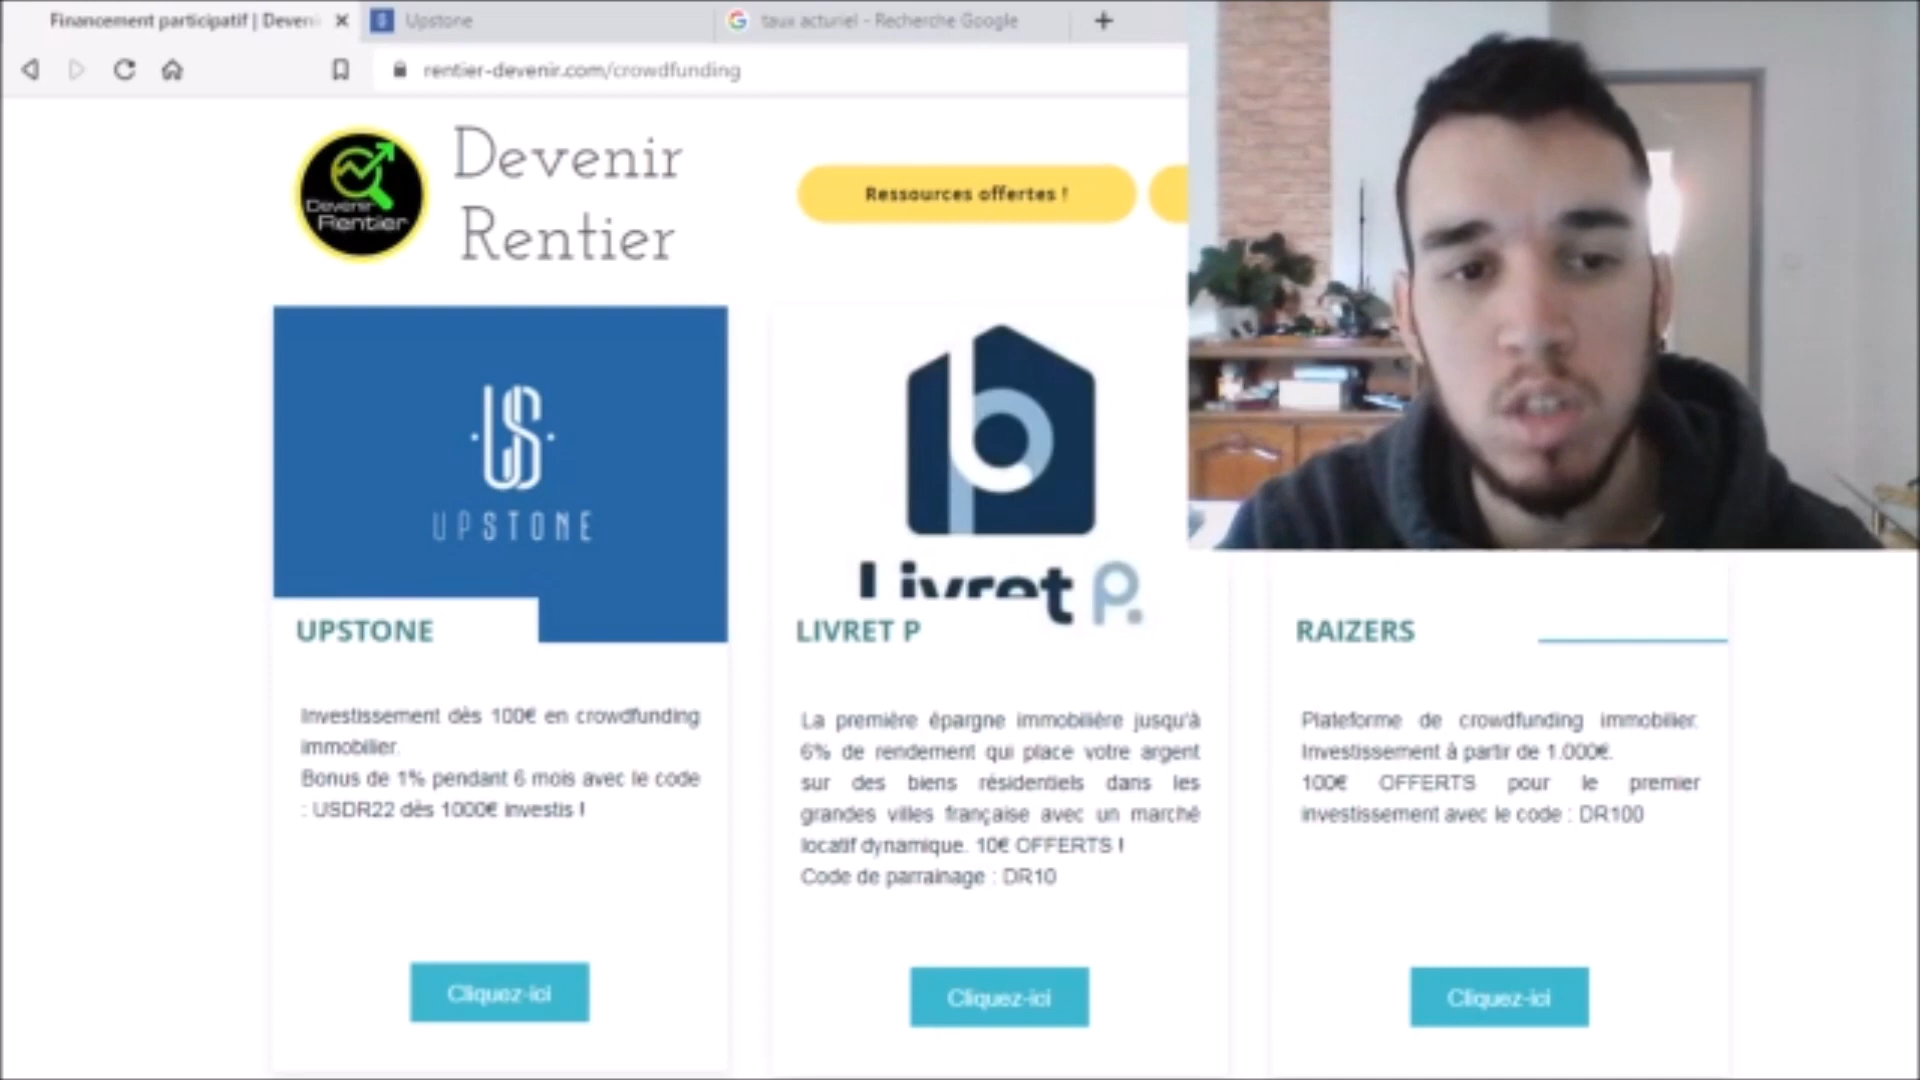 Financement participatif | Deveni
Upstone
taux acturiel - Recherche Google
rentier-devenir.com/crowdfunding
Devenir
Rentier
Devenir
Rentier
Ressources offertes !
US
UPSTONE
Livret P.
UPSTONE
LIVRET P
RAIZERS
Investissement dès 100€ en crowdfunding
immobilier.
Bonus de 1% pendant 6 mois avec le code
: USDR22 dès 1000€ investis !
La première épargne immobilière jusqu'à
6% de rendement qui place votre argent
sur des biens résidentiels dans les
grandes villes française avec un marché
locatif dynamique. 10€ OFFERTS !
Code de parrainage : DR10
Plateforme de crowdfunding immobilier.
Investissement à partir de 1.000€.
100€ OFFERTS pour le premier
investissement avec le code : DR100
Cliquez-ici
Cliquez-ici
Cliquez-ici